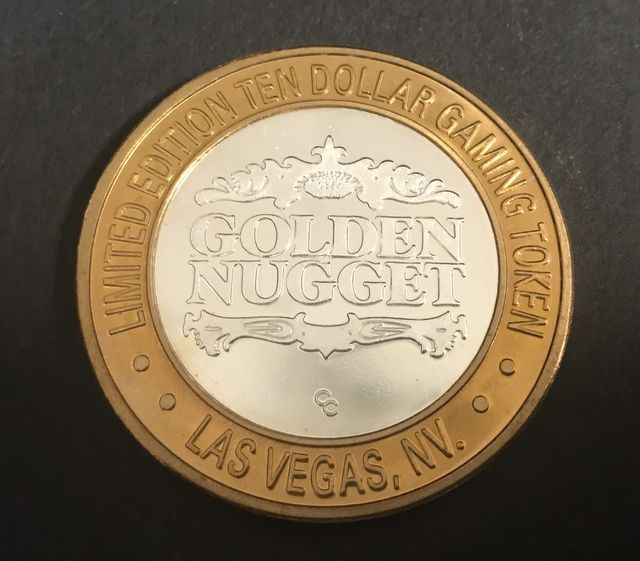 LIMITED EDITION TEN DOLLAR GAMING TOKEN
GOLDEN
NUGGET
CC
LAS VEGAS, NV.